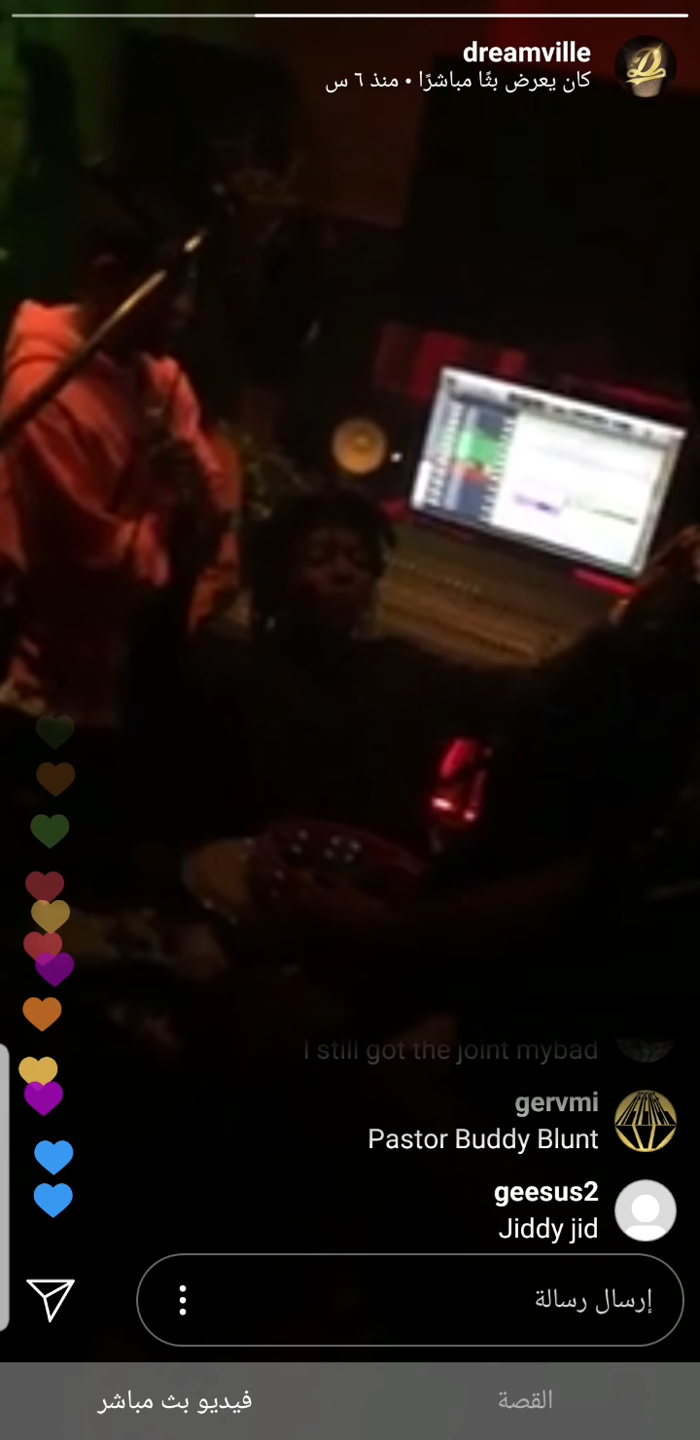 dreamville
كان يعرض بثًا مباشرًا • منذ ٦ س
I still got the joint mybad
gervmi
Pastor Buddy Blunt
geesus2
Jiddy jid
إرسال رسالة
القصة
فيديو بث مباشر